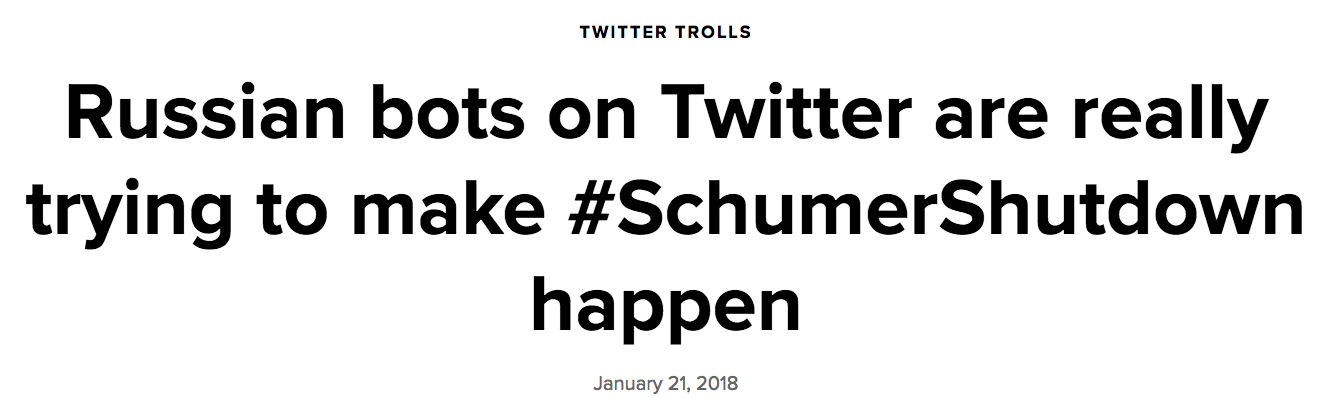 TWITTER TROLLS
Russian bots on Twitter are really
trying to make #SchumerShutdown
happen
January 21, 2018